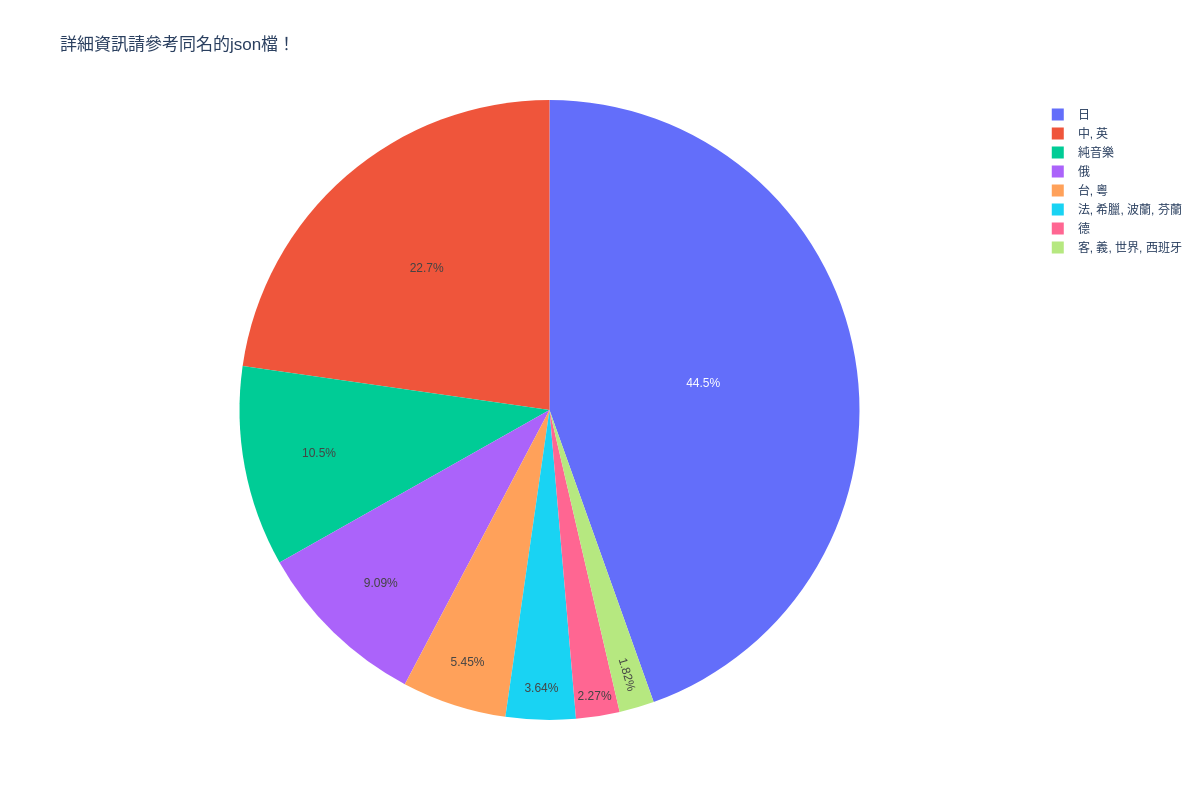 詳細資訊請參考同名的json檔！
日
中, 英
純音樂
俄
台, 粵
法, 希臘, 波蘭, 芬蘭
德
客, 義, 世界, 西班牙
44.5%
22.7%
10.5%
9.09%
5.45%
3.64%
2.27%
1.82%